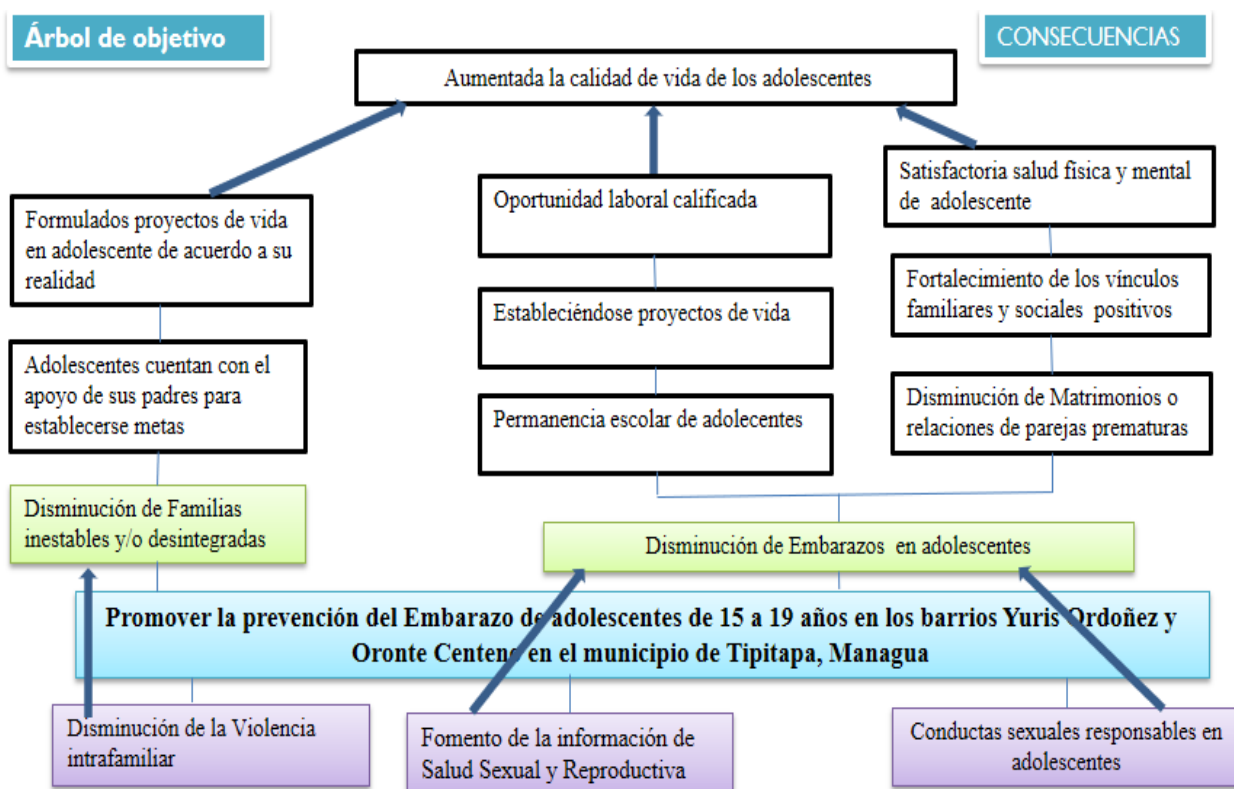 Árbol de objetivo
CONSECUENCIAS
Aumentada la calidad de vida de los adolescentes
Formulados proyectos de vida
en adolescente de acuerdo a su
realidad
Oportunidad laboral calificada
Satisfactoria salud física y mental
de adolescente
Estableciéndose proyectos de vida
Fortalecimiento de los vínculos
familiares y sociales positivos
Adolescentes cuentan con el
apoyo de sus padres para
establecerse metas
Permanencia escolar de adolecentes
Disminución de Matrimonios o
relaciones de parejas prematuras
Disminución de Familias
inestables y/o desintegradas
Disminución de Embarazos en adolescentes
Promover la prevención del Embarazo de adolescentes de 15 a 19 años en los barrios Yuris Ordoñez y
Oronte Centeno en el municipio de Tipitapa, Managua
Disminución de la Violencia
intrafamiliar
Fomento de la información de
Salud Sexual y Reproductiva
Conductas sexuales responsables en
adolescentes